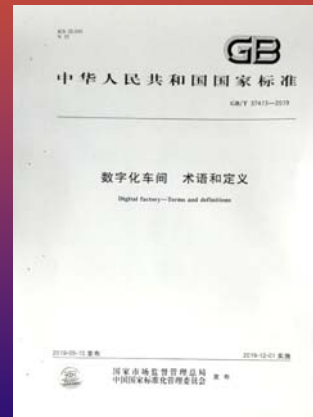 GB
中华人民共和国国家标准
GB/T 37413—2019
数字化车间 术语和定义
Digital factory—Terms and definitions
2019-05-10 发布
2019-12-01 实施
国家市场监督管理总局
中国国家标准化管理委员会
发布